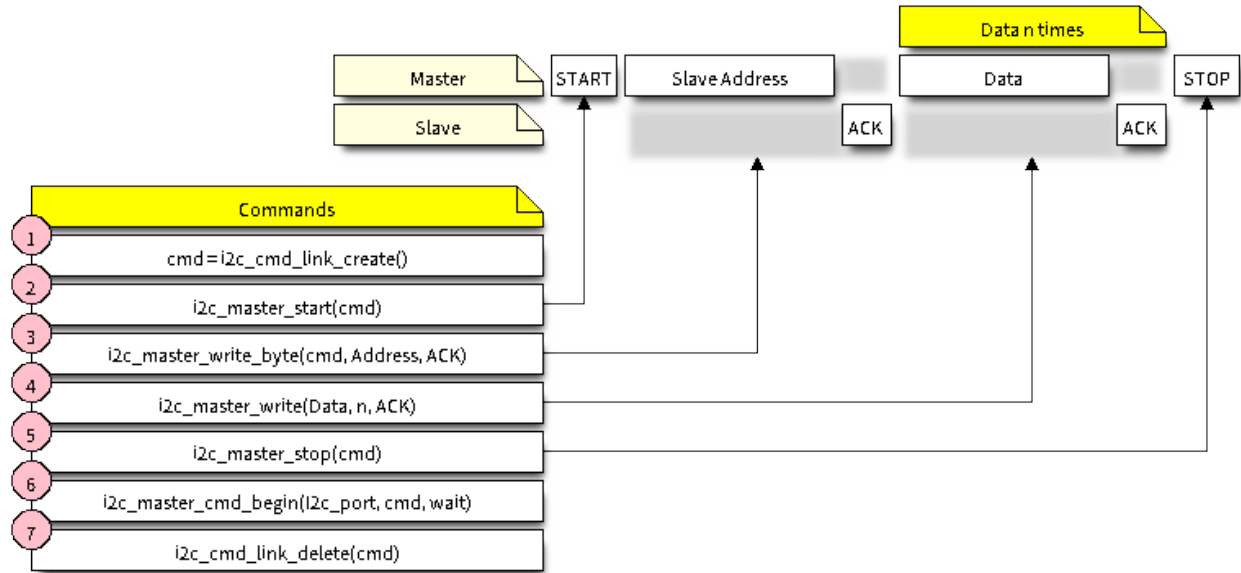 Data n times
Master START Slave Address Data STOP
Slave ACK ACK
Commands
1
cmd = i2c_cmd_link_create()
2
i2c_master_start(cmd)
3
i2c_master_write_byte(cmd, Address, ACK)
4
i2c_master_write(Data, n, ACK)
5
i2c_master_stop(cmd)
6
i2c_master_cmd_begin(I2c_port, cmd, wait)
7
i2c_cmd_link_delete(cmd)